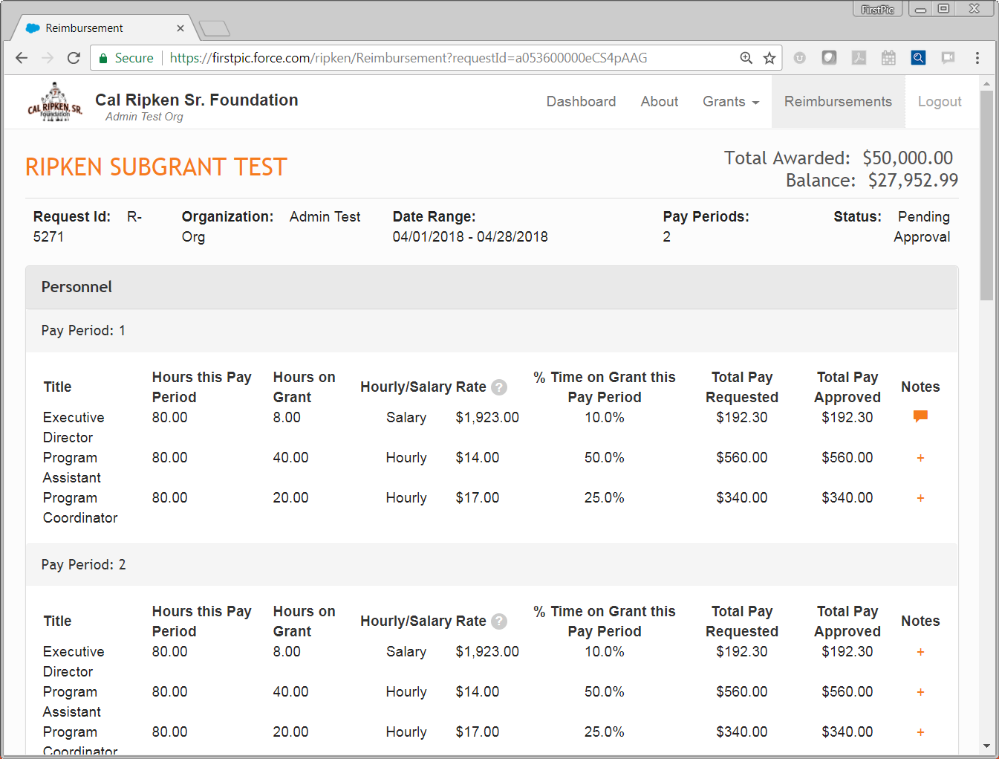 FirstPic
Reimbursement
Secure
https://firstpic.force.com/ripken/Reimbursement?requestId=a053600000eCS4pAAG
CAL RIPKEN, SR.
Foundation
Cal Ripken Sr. Foundation
Admin Test Org
Dashboard About Grants Reimbursements Logout
RIPKEN SUBGRANT TEST
Total Awarded: $50,000.00
Balance: $27,952.99
Request Id: R-
5271
Organization: Admin Test
Org
Date Range:
04/01/2018 - 04/28/2018
Pay Periods:
2
Status: Pending
Approval
Personnel
Pay Period: 1
Title
Hours this Pay
Period
Hours on
Grant
Hourly/Salary Rate ?
% Time on Grant this
Pay Period
Total Pay
Requested
Total Pay
Approved
Notes
Executive
Director
80.00 8.00 Salary $1,923.00 10.0% $192.30 $192.30
Program
Assistant
80.00 40.00 Hourly $14.00 50.0% $560.00 $560.00 +
Program
Coordinator
80.00 20.00 Hourly $17.00 25.0% $340.00 $340.00 +
Pay Period: 2
Title
Hours this Pay
Period
Hours on
Grant
Hourly/Salary Rate ?
% Time on Grant this
Pay Period
Total Pay
Requested
Total Pay
Approved
Notes
Executive
Director
80.00 8.00 Salary $1,923.00 10.0% $192.30 $192.30 +
Program
Assistant
80.00 40.00 Hourly $14.00 50.0% $560.00 $560.00 +
Program
Coordinator
80.00 20.00 Hourly $17.00 25.0% $340.00 $340.00 +